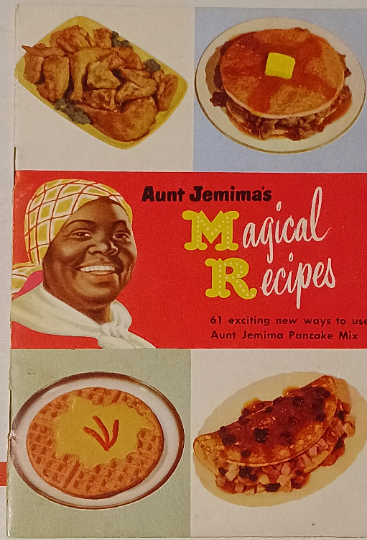 Aunt Jemima's
Magical
Recipes
61 exciting new ways to use
Aunt Jemima Pancake Mix